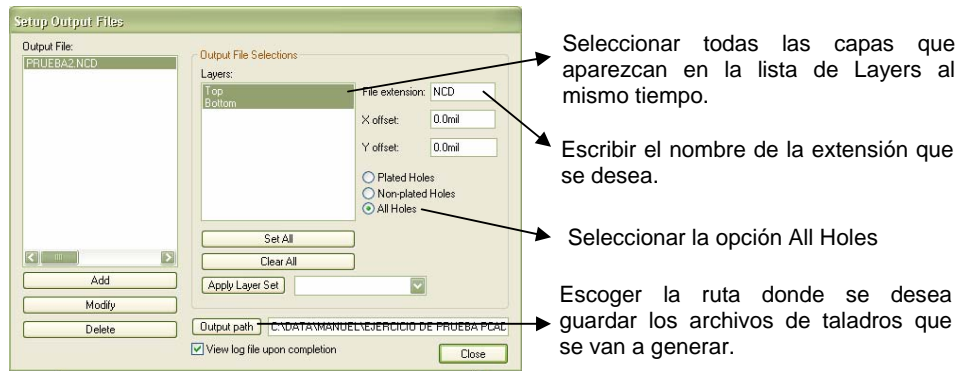 Setup Output Files
Output File:
PRUEBA2.NCD
Add
Modify
Delete
Output File Selections
Layers:
Top
Bottom
File extension: NCD
X offset: 0.0mil
Y offset: 0.0mil
Plated Holes
Non-plated Holes
All Holes
Set All
Clear All
Apply Layer Set
Output path C:\DATA\MANUEL\EJERCICIO DE PRUEBA PCAD
View log file upon completion
Close
Seleccionar todas las capas que
aparezcan en la lista de Layers al
mismo tiempo.
Escribir el nombre de la extensión que
se desea.
Seleccionar la opción All Holes
Escoger la ruta donde se desea
guardar los archivos de taladros que
se van a generar.